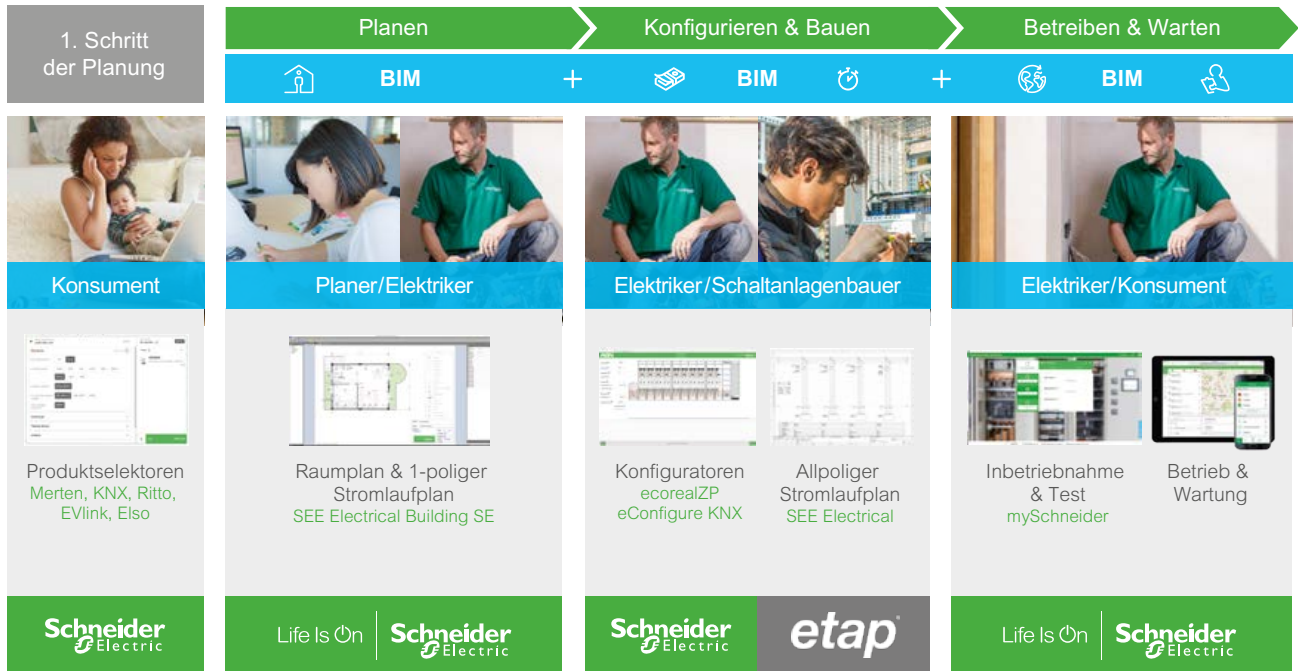 1. Schritt
der Planung
Planen
Konfigurieren & Bauen
Betreiben & Warten
BIM
+
BIM
+
BIM
Konsument
Planer/Elektriker
Elektriker/Schaltanlagenbauer
Elektriker/Konsument
Produktselektoren
Merten, KNX, Ritto,
EVlink, Elso
Raumplan & 1-poliger
Stromlaufplan
SEE Electrical Building SE
Konfiguratoren
ecorealZP
eConfigure KNX
Allpoliger
Stromlaufplan
SEE Electrical
Inbetriebnahme
& Test
mySchneider
Betrieb &
Wartung
Schneider
Electric
Life Is On
Schneider
Electric
Schneider
Electric
etap
Life Is On
Schneider
Electric